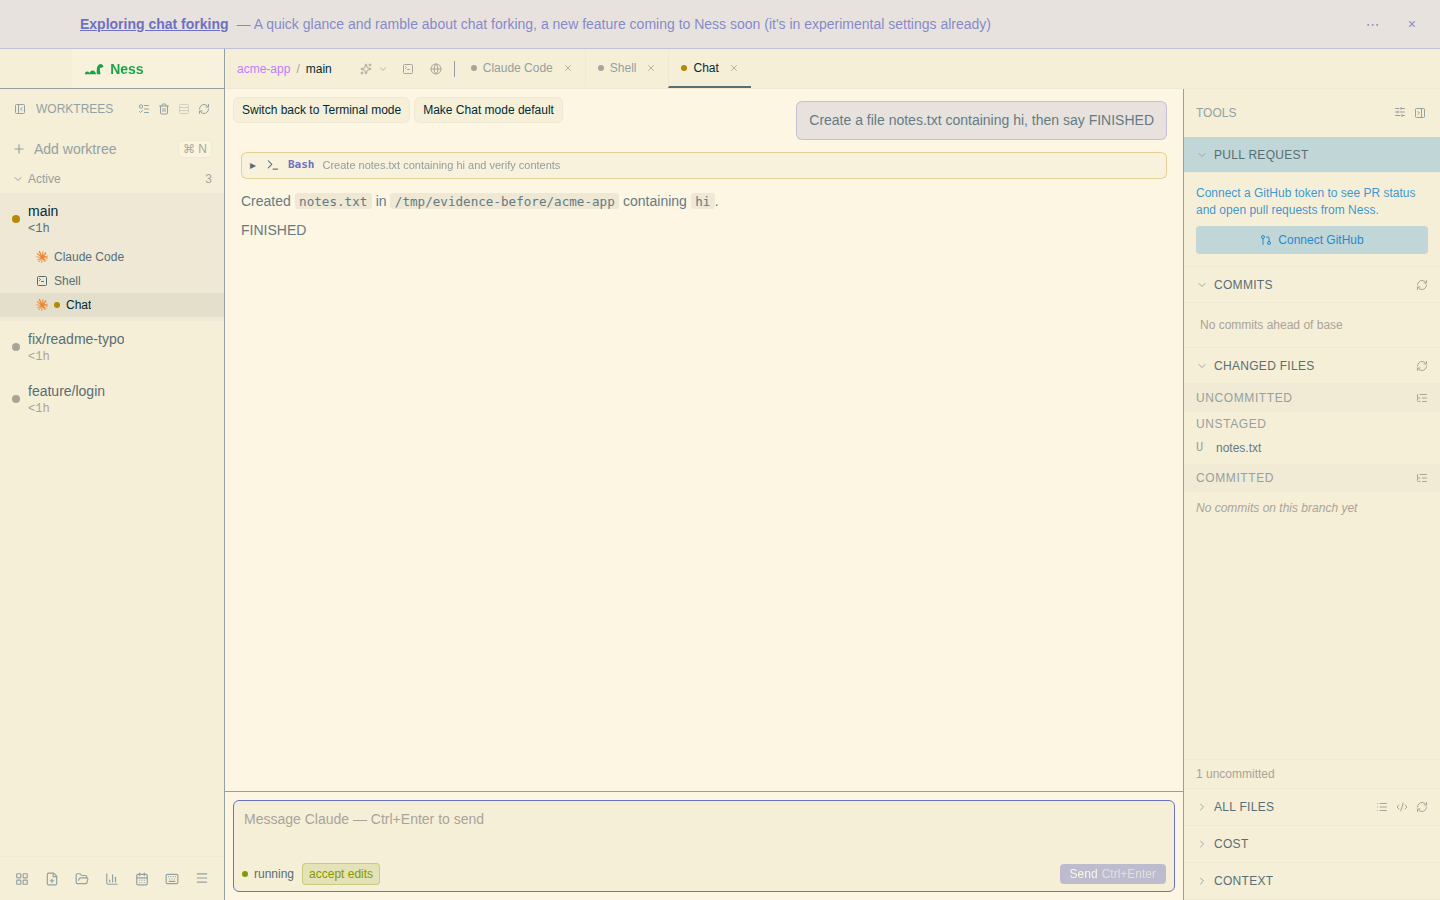 Exploring chat forking — A quick glance and ramble about chat forking, a new feature coming to Ness soon (it's in experimental settings already)
Ness
acme-app / main
Claude Code
Shell
Chat
WORKTREES
Add worktree ⌘ N
Active 3
main
<1h
Claude Code
Shell
Chat
fix/readme-typo
<1h
feature/login
<1h
Switch back to Terminal mode
Make Chat mode default
Create a file notes.txt containing hi, then say FINISHED
Bash Create notes.txt containing hi and verify contents
Created notes.txt in /tmp/evidence-before/acme-app containing hi.
FINISHED
Message Claude — Ctrl+Enter to send
running accept edits
Send Ctrl+Enter
TOOLS
PULL REQUEST
Connect a GitHub token to see PR status
and open pull requests from Ness.
Connect GitHub
COMMITS
No commits ahead of base
CHANGED FILES
UNCOMMITTED
UNSTAGED
U notes.txt
COMMITTED
No commits on this branch yet
1 uncommitted
ALL FILES
COST
CONTEXT